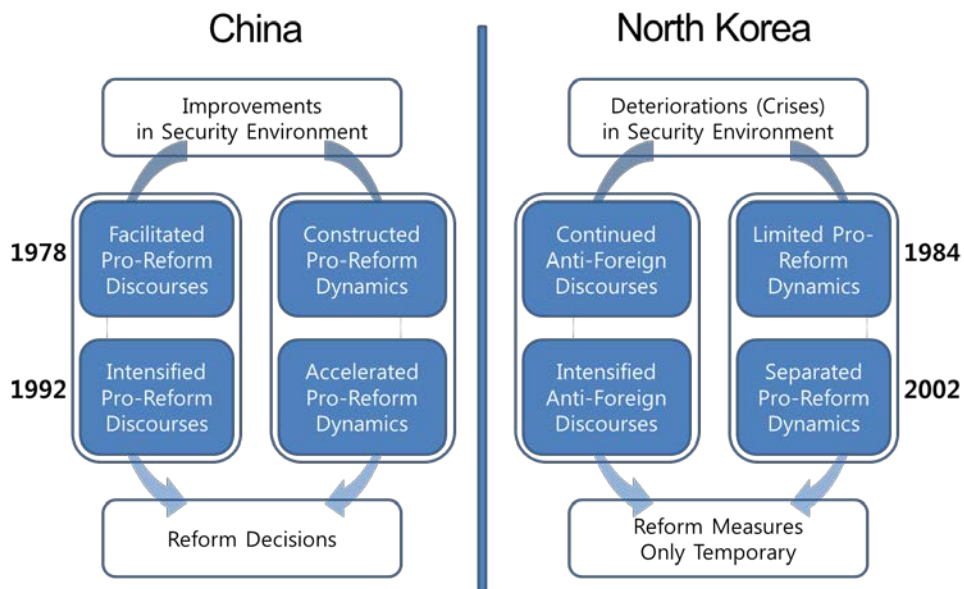 China
Improvements
in Security Environment
1978
Facilitated
Pro-Reform
Discourses
Constructed
Pro-Reform
Dynamics
1992
Intensified
Pro-Reform
Discourses
Accelerated
Pro-Reform
Dynamics
Reform Decisions
North Korea
Deteriorations (Crises)
in Security Environment
Continued
Anti-Foreign
Discourses
Limited Pro-
Reform
Dynamics
1984
Intensified
Anti-Foreign
Discourses
Separated
Pro-Reform
Dynamics
2002
Reform Measures
Only Temporary